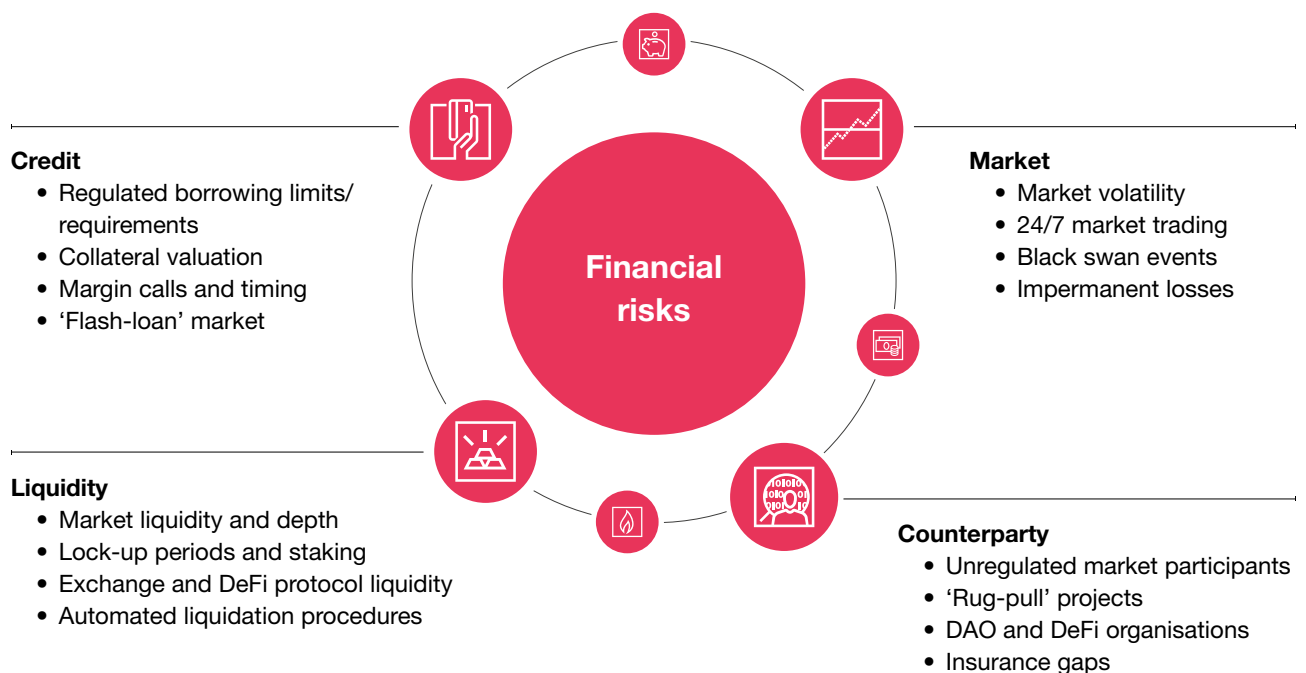 Financial
risks
Credit
• Regulated borrowing limits/
requirements
• Collateral valuation
• Margin calls and timing
• ‘Flash-loan’ market
Market
• Market volatility
• 24/7 market trading
• Black swan events
• Impermanent losses
Liquidity
• Market liquidity and depth
• Lock-up periods and staking
• Exchange and DeFi protocol liquidity
• Automated liquidation procedures
Counterparty
• Unregulated market participants
• ‘Rug-pull’ projects
• DAO and DeFi organisations
• Insurance gaps